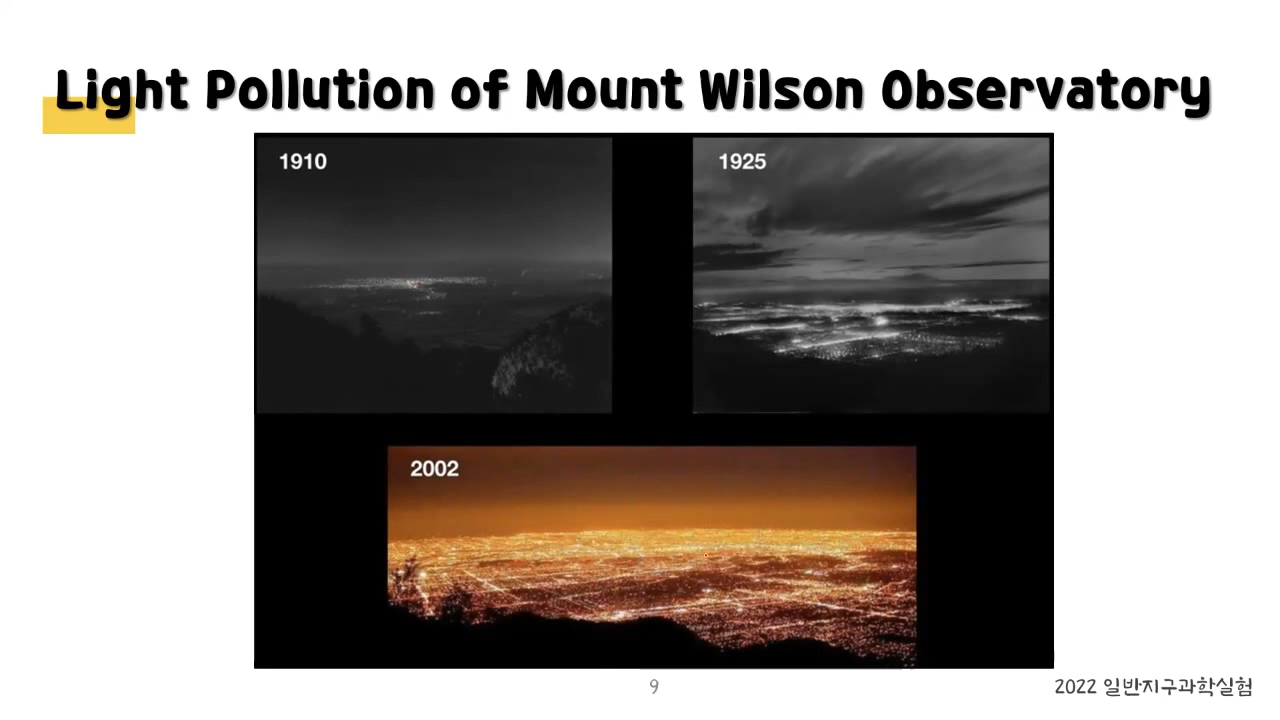 Light Pollution of Mount Wilson Observatory
1910
1925
2002
9
2022 일반지구과학실험